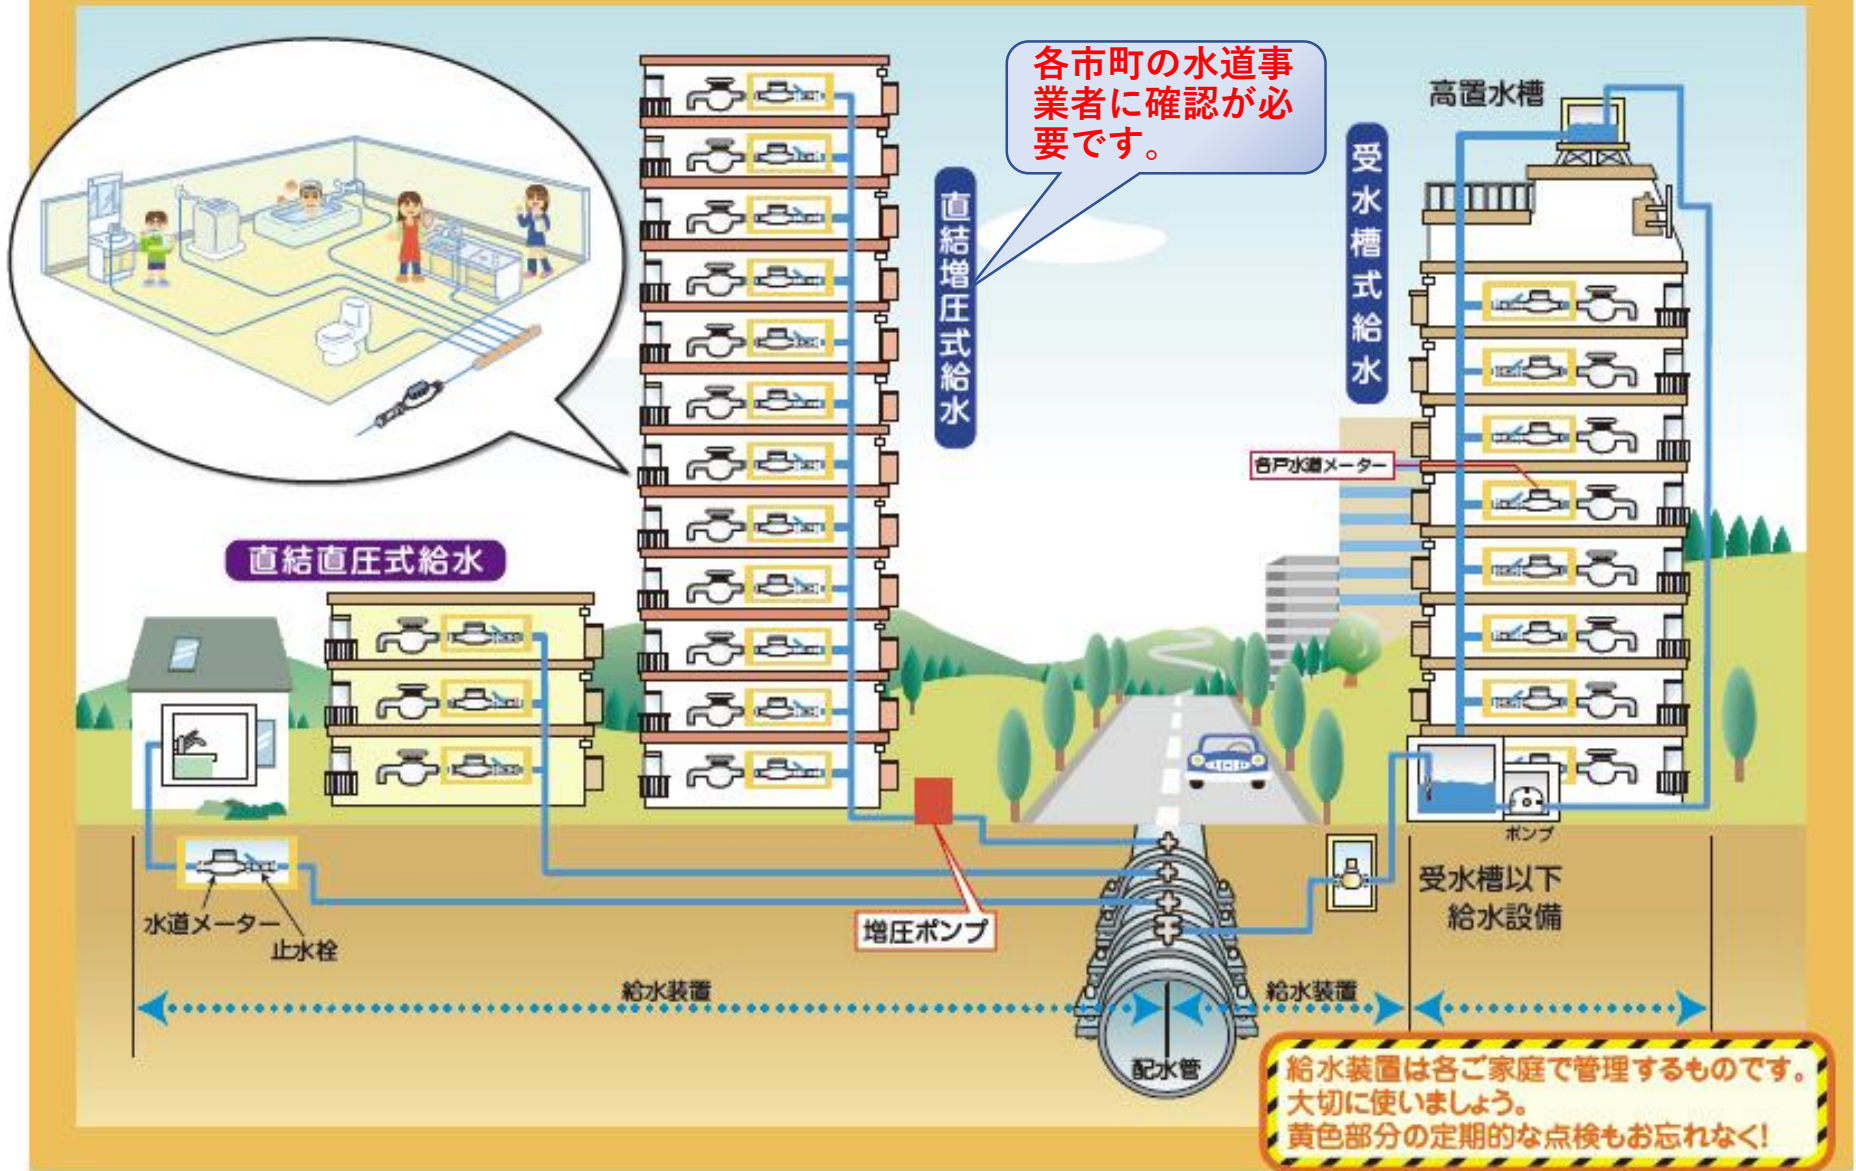 各市町の水道事
業者に確認が必
要です。
高置水槽
受水槽式給水
直結増圧式給水
各戸水道メーター
直結直圧式給水
ポンプ
受水槽以下
給水設備
水道メーター
止水栓
増圧ポンプ
給水装置
給水装置
配水管
給水装置は各ご家庭で管理するものです。
大切に使いましょう。
黄色部分の定期的な点検もお忘れなく!